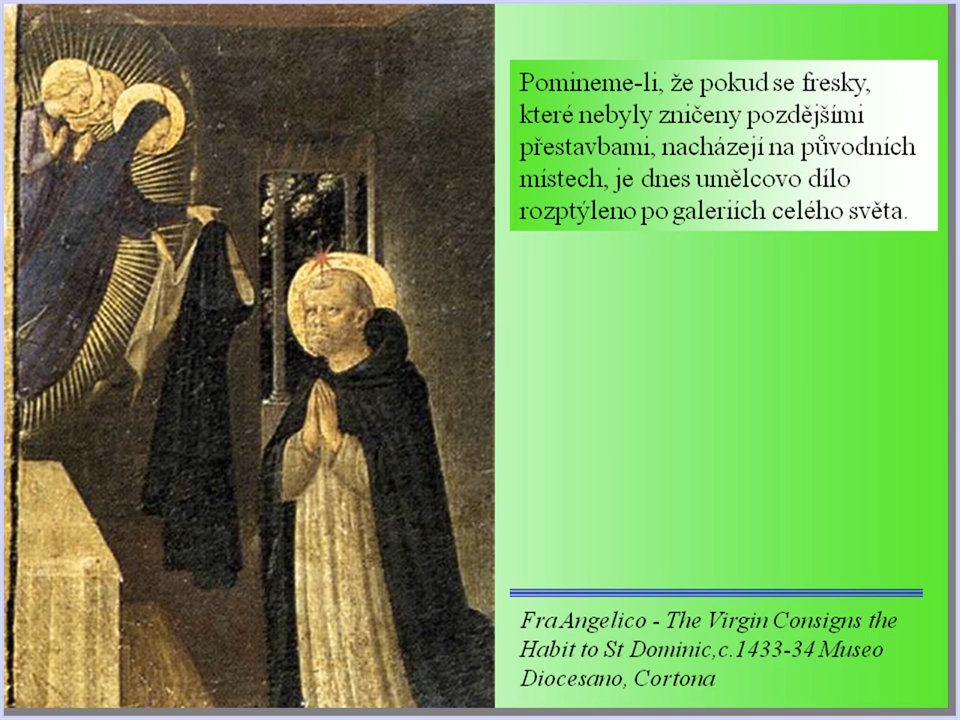 Pomineme-li, že pokud se fresky,
které nebyly zničeny pozdějšími
přestavbami, nacházejí na původních
místech, je dnes umělcovo dílo
rozptýleno po galeriích celého světa.
Fra Angelico - The Virgin Consigns the
Habit to St Dominic,c.1433-34 Museo
Diocesano, Cortona